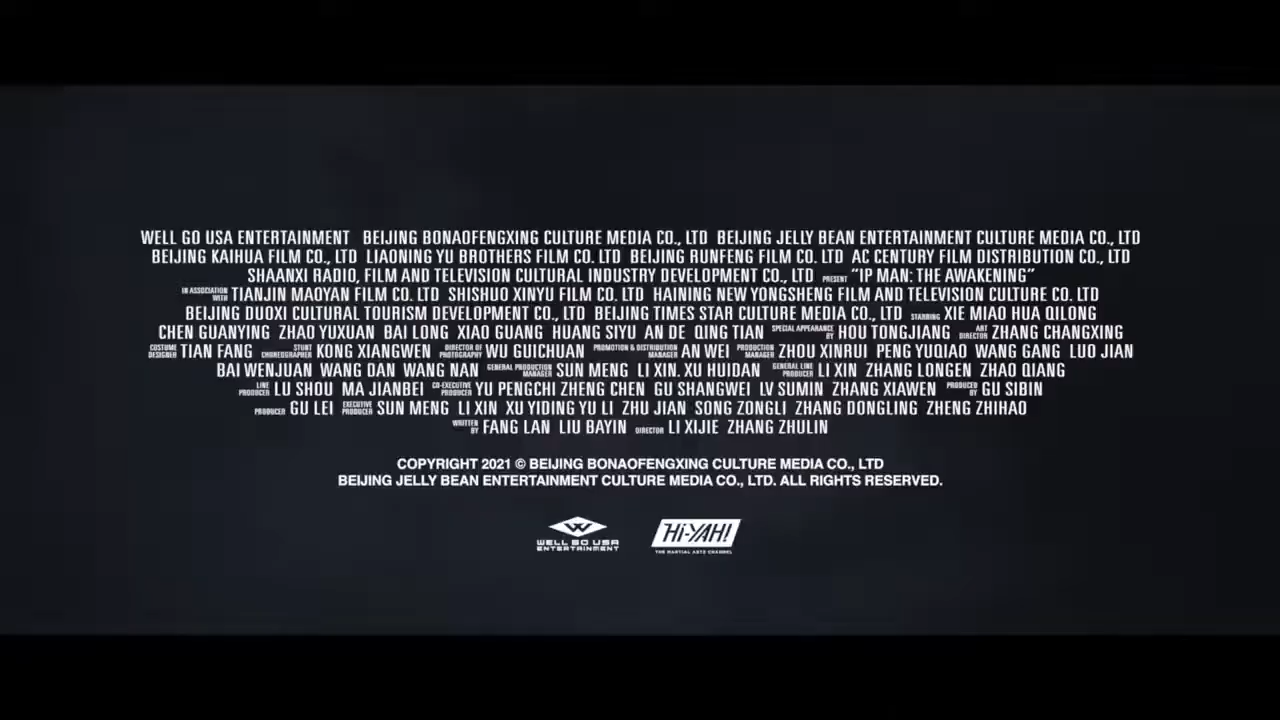 WELL GO USA ENTERTAINMENT BEIJING BONAOFENGXING CULTURE MEDIA CO., LTD BEIJING JELLY BEAN ENTERTAINMENT CULTURE MEDIA CO., LTD
BEIJING KAIHUA FILM CO., LTD LIAONING YU BROTHERS FILM CO. LTD BEIJING RUNFENG FILM CO. LTD AC CENTURY FILM DISTRIBUTION CO., LTD
SHAANXI RADIO, FILM AND TELEVISION CULTURAL INDUSTRY DEVELOPMENT CO., LTD PRESENT “IP MAN: THE AWAKENING”
IN ASSOCIATION WITH TIANJIN MAOYAN FILM CO. LTD SHISHUO XINYU FILM CO. LTD HAINING NEW YONGSHENG FILM AND TELEVISION CULTURE CO. LTD
BEIJING DUOXI CULTURAL TOURISM DEVELOPMENT CO., LTD BEIJING TIMES STAR CULTURE MEDIA CO., LTD STARRING XIE MIAO HUA QILONG
CHEN GUANYING ZHAO YUXUAN BAI LONG XIAO GUANG HUANG SIYU AN DE QING TIAN SPECIAL APPEARANCE BY HOU TONGJIANG ART DIRECTOR ZHANG CHANGXING
COSTUME DESIGNER TIAN FANG STUNT CHOREOGRAPHER KONG XIANGWEN DIRECTOR OF PHOTOGRAPHY WU GUICHUAN PROMOTION & DISTRIBUTION MANAGER AN WEI PRODUCTION MANAGER ZHOU XINRUI PENG YUQIAO WANG GANG LUO JIAN
BAI WENJUAN WANG DAN WANG NAN GENERAL PRODUCTION MANAGER SUN MENG LI XIN. XU HUIDAN GENERAL LINE PRODUCER LI XIN ZHANG LONGEN ZHAO QIANG
LINE PRODUCER LU SHOU MA JIANBEI CO-EXECUTIVE PRODUCER YU PENGCHI ZHENG CHEN GU SHANGWEI LV SUMIN ZHANG XIAWEN PRODUCED BY GU SIBIN
PRODUCER GU LEI EXECUTIVE PRODUCER SUN MENG LI XIN XU YIDING YU LI ZHU JIAN SONG ZONGLI ZHANG DONGLING ZHENG ZHIHAO
WRITTEN BY FANG LAN LIU BAYIN DIRECTOR LI XIJIE ZHANG ZHULIN
COPYRIGHT 2021 © BEIJING BONAOFENGXING CULTURE MEDIA CO., LTD
BEIJING JELLY BEAN ENTERTAINMENT CULTURE MEDIA CO., LTD. ALL RIGHTS RESERVED.
WELL GO USA
ENTERTAINMENT
HI-YAH!
THE MARTIAL ARTS CHANNEL